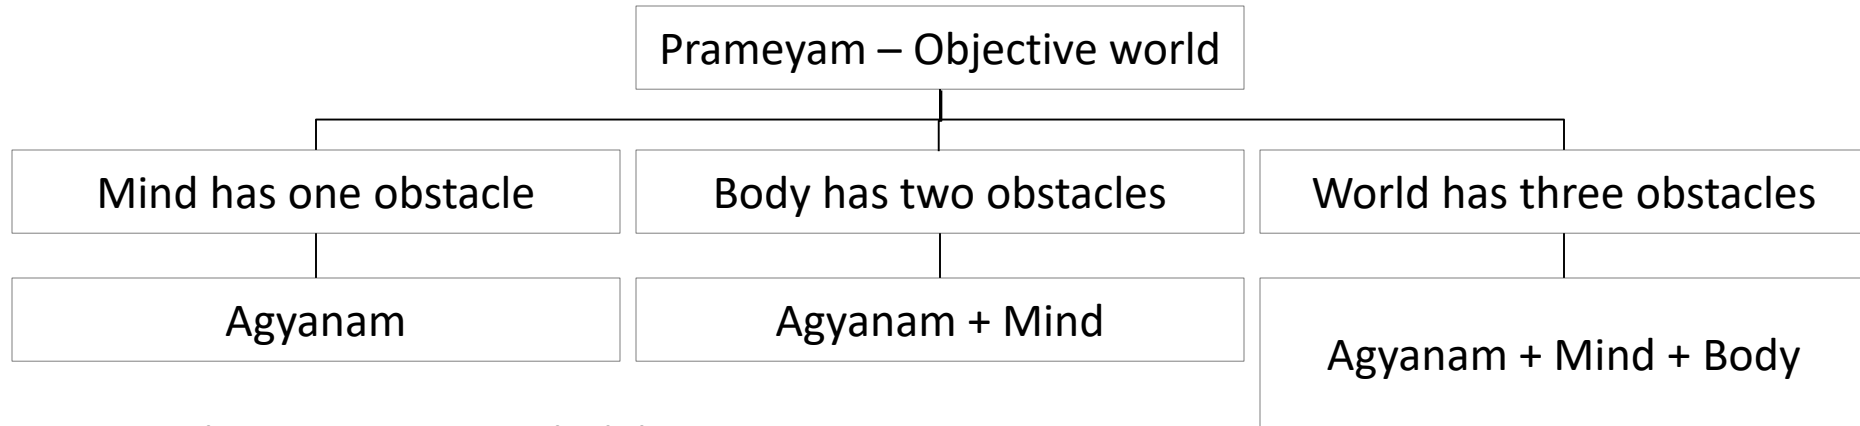 Prameyam – Objective world
Mind has one obstacle
Body has two obstacles
World has three obstacles
Agyanam
Agyanam + Mind
Agyanam + Mind + Body